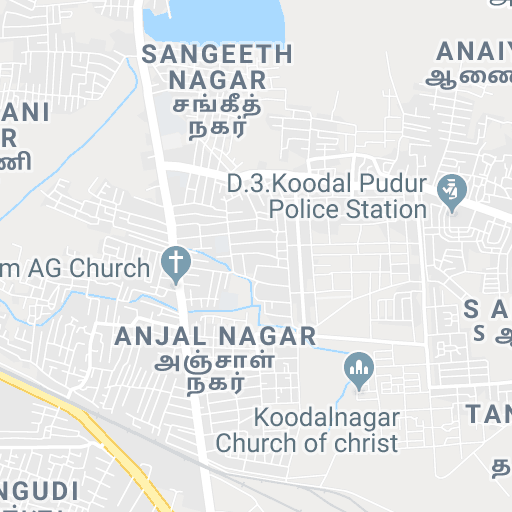 SANGEETH
NAGAR
சங்கீத்
நகர்
ANAIY
ஆணை
ANI
R
ணி
D.3.Koodal Pudur
Police Station
m AG Church
S A
S ஆ
ANJAL NAGAR
அஞ்சாள்
நகர்
Koodalnagar
Church of christ
TAN
த
NGUDI